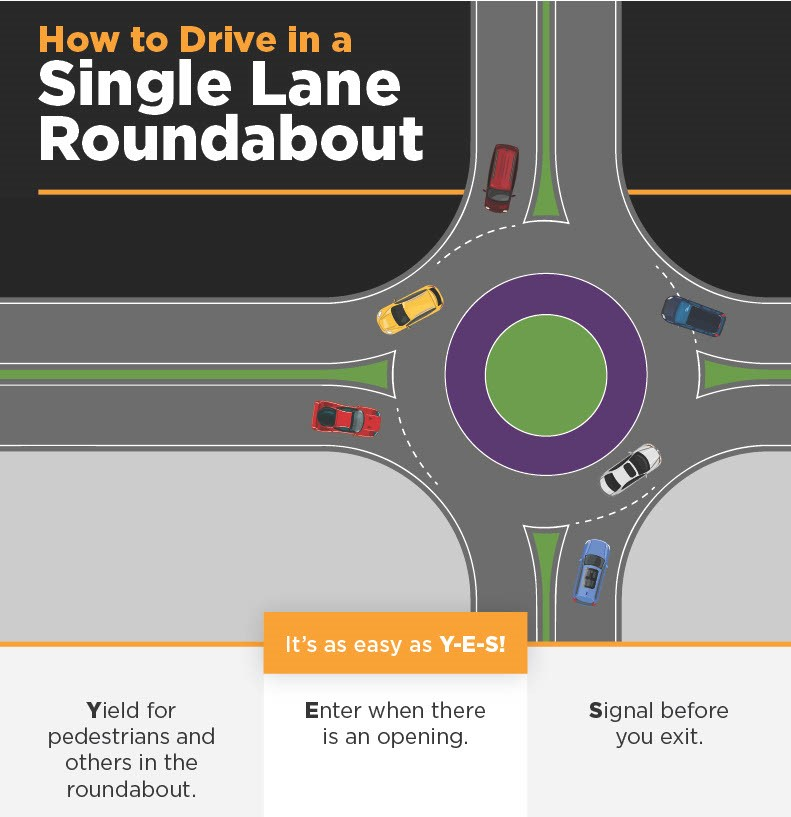 How to Drive in a
Single Lane
Roundabout
It's as easy as Y-E-S!
Yield for
pedestrians and
others in the
roundabout.
Enter when there
is an opening.
Signal before
you exit.